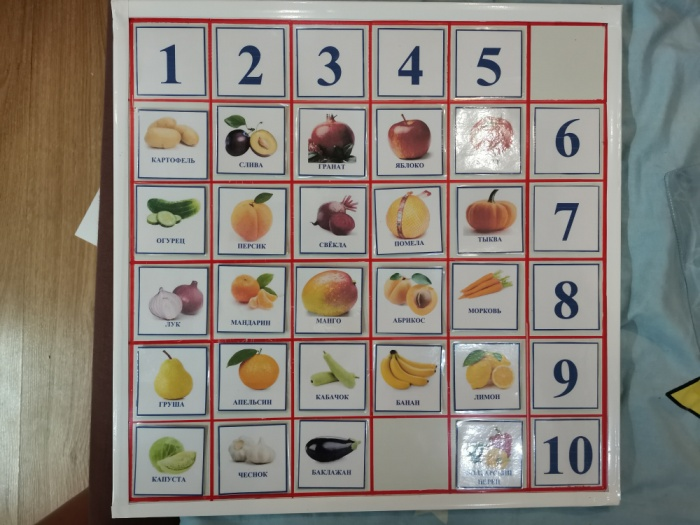 1 2 3 4 5
КАРТОФЕЛЬ СЛИВА ГРАНАТ ЯБЛОКО 6
ОГУРЕЦ ПЕРСИК СВЁКЛА ПОМЕЛА ТЫКВА 7
ЛУК МАНДАРИН МАНГО АБРИКОС МОРКОВЬ 8
ГРУША АПЕЛЬСИН КАБАЧОК БАНАН ЛИМОН 9
КАПУСТА ЧЕСНОК БАКЛАЖАН 10
ПЕРЕЦ